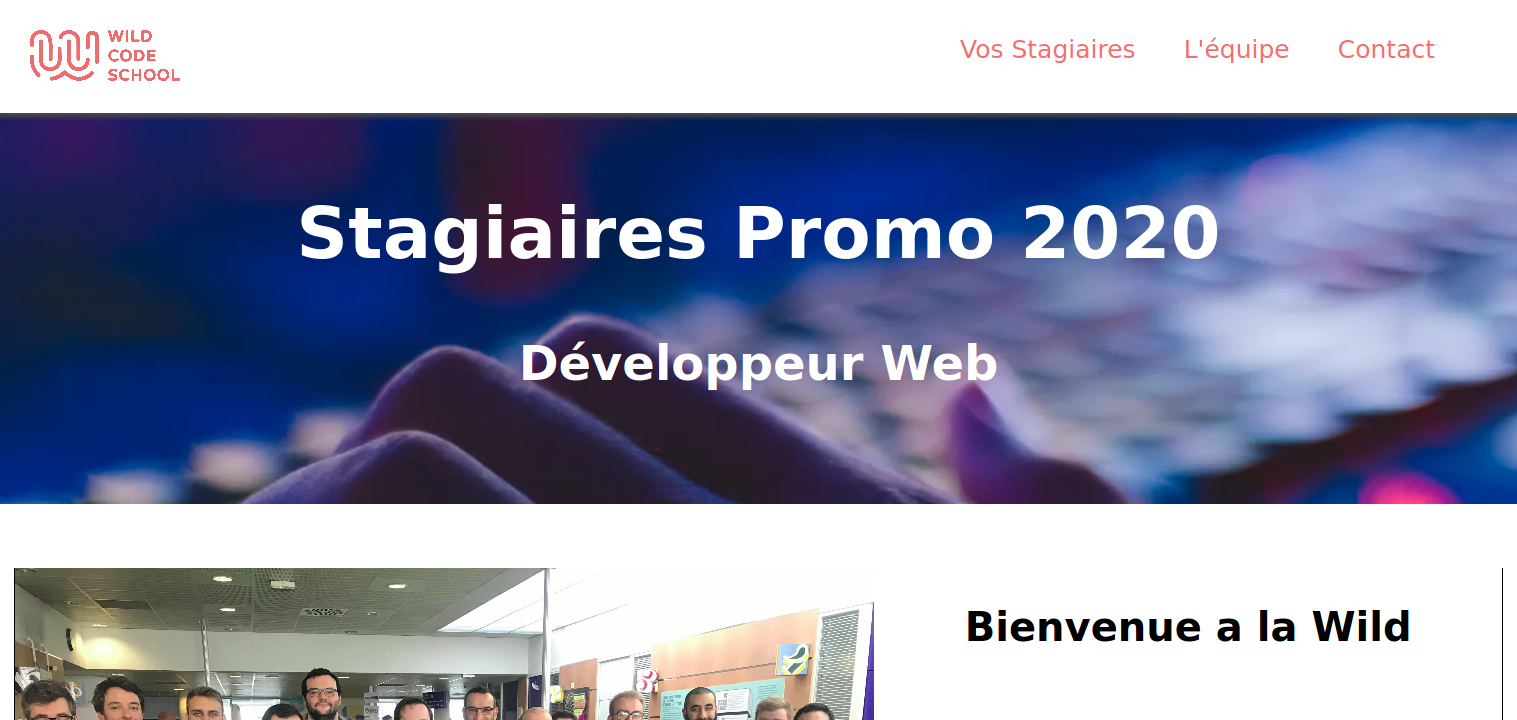 WILD
CODE
SCHOOL
Vos Stagiaires
L'équipe
Contact
Stagiaires Promo 2020
Développeur Web
Bienvenue a la Wild